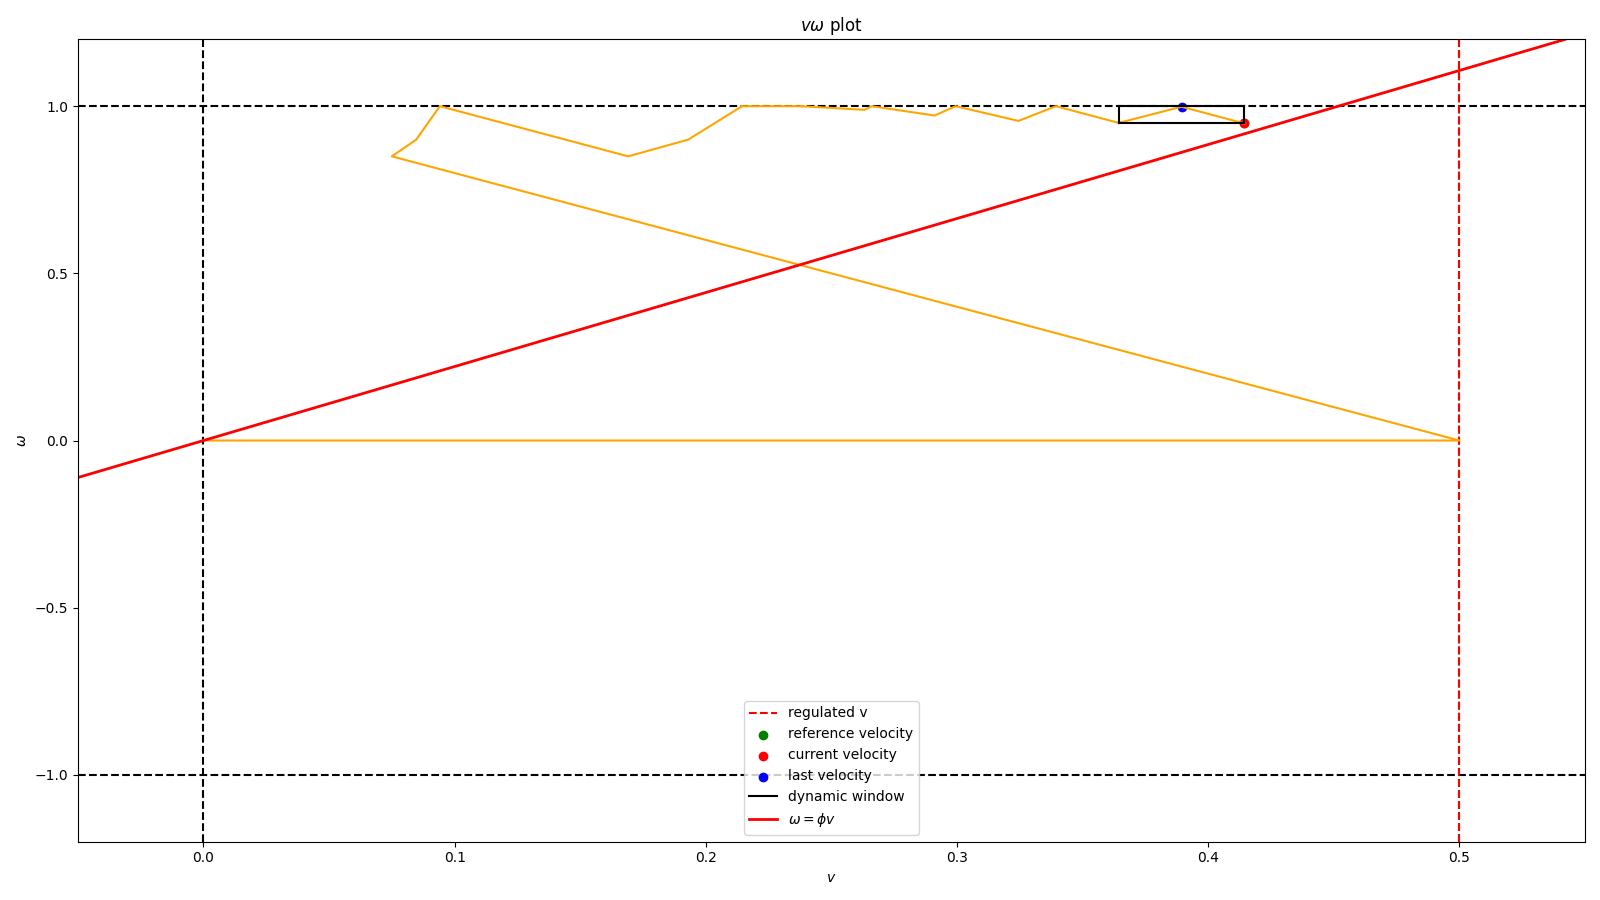 vω plot
1.0
0.5
0.0
−0.5
−1.0
ω
0.0 0.1 0.2 0.3 0.4 0.5
v
regulated v
reference velocity
current velocity
last velocity
dynamic window
ω = ϕv